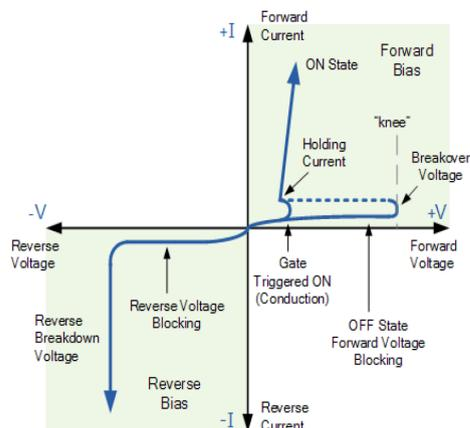 +I
Forward
Current
ON State
Forward
Bias
"knee"
Holding
Current
Breakover
Voltage
-V
+V
Reverse
Voltage
Forward
Voltage
Gate
Triggered ON
(Conduction)
Reverse Voltage
Blocking
OFF State
Forward Voltage
Blocking
Reverse
Breakdown
Voltage
Reverse
Bias
-I
Reverse
Current